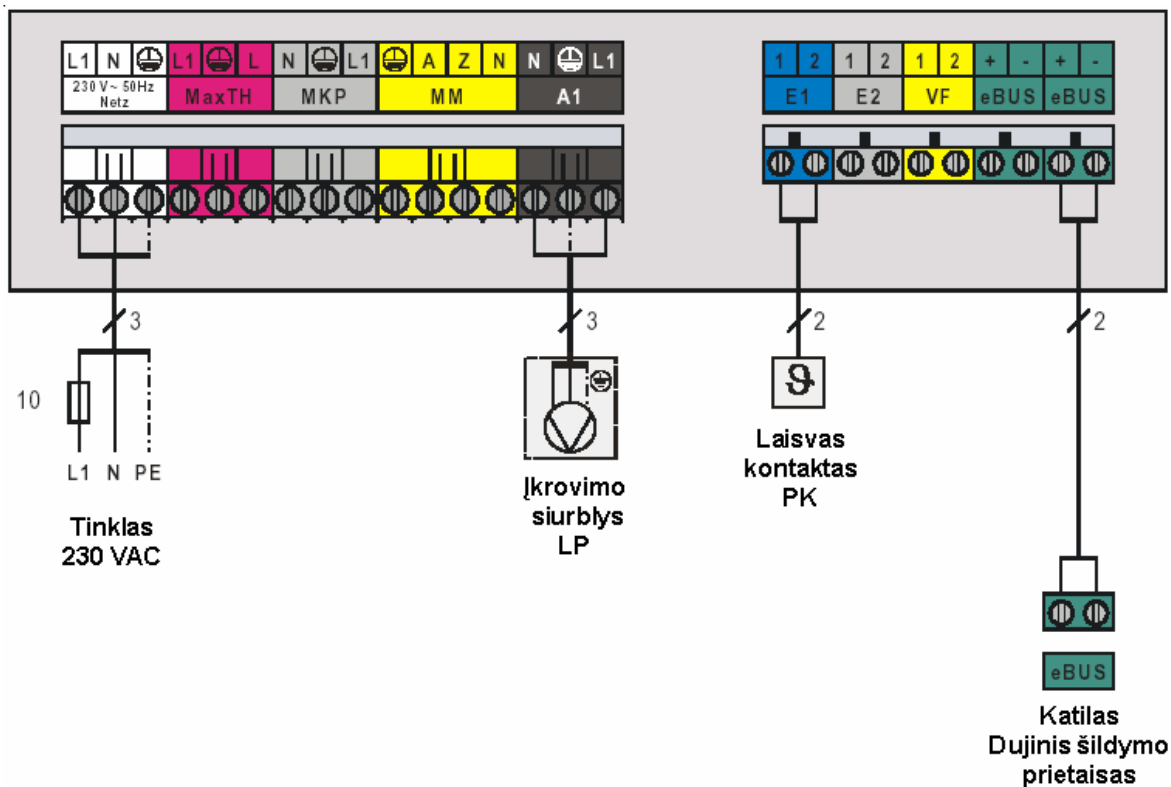 L1 N L1 L N L1 A Z N N L1
1 2 1 2 1 2 + - + -
230 V~ 50Hz
Netz
MaxTH MKP MM A1
E1 E2 VF eBUS eBUS
3 3 2 2
10
L1 N PE
Tinklas
230 VAC
Įkrovimo
siurblys
LP
Laisvas
kontaktas
PK
eBUS
Katilas
Dujinis šildymo
prietaisas